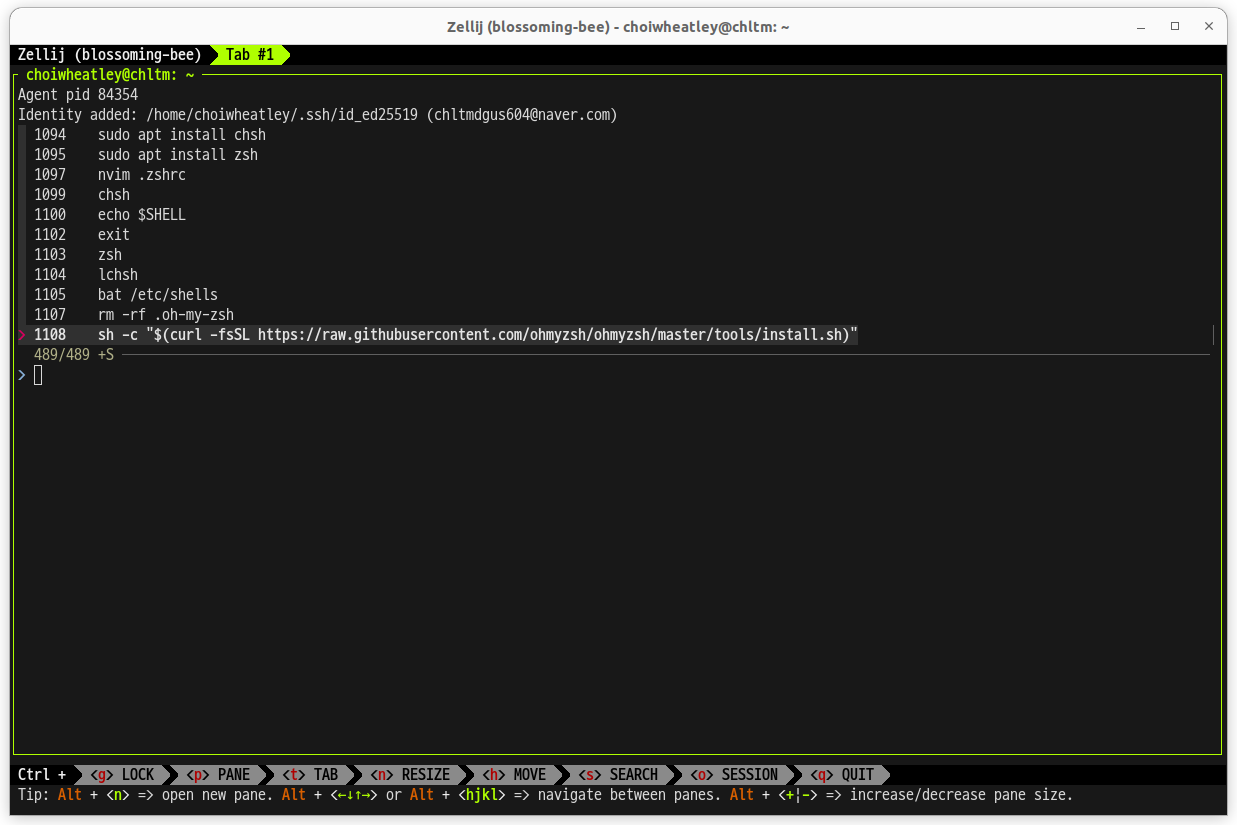 Zellij (blossoming-bee) - choiwheatley@chltm: ~
Zellij (blossoming-bee) Tab #1
choiwheatley@chltm: ~
Agent pid 84354
Identity added: /home/choiwheatley/.ssh/id_ed25519 (chltmdgus604@naver.com)
1094 sudo apt install chsh
1095 sudo apt install zsh
1097 nvim .zshrc
1099 chsh
1100 echo $SHELL
1102 exit
1103 zsh
1104 lchsh
1105 bat /etc/shells
1107 rm -rf .oh-my-zsh
> 1108 sh -c "$(curl -fsSL https://raw.githubusercontent.com/ohmyzsh/ohmyzsh/master/tools/install.sh)"
489/489 +S
>
Ctrl + <g> LOCK <p> PANE <t> TAB <n> RESIZE <h> MOVE <s> SEARCH <o> SESSION <q> QUIT
Tip: Alt + <n> => open new pane. Alt + <←↓↑→> or Alt + <hjkl> => navigate between panes. Alt + <+¦-> => increase/decrease pane size.